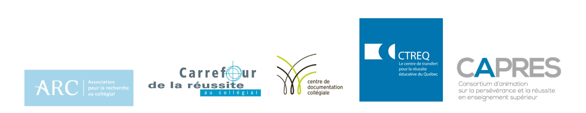 ARC
Association
pour la recherche
au collégial
Carrefour
de la réussite
au collégial
centre de
documentation
collégiale
CTREQ
Le centre de transfert
pour la réussite
éducative du Québec
CAPRES
Consortium d'animation
sur la persévérance et la réussite
en enseignement supérieur